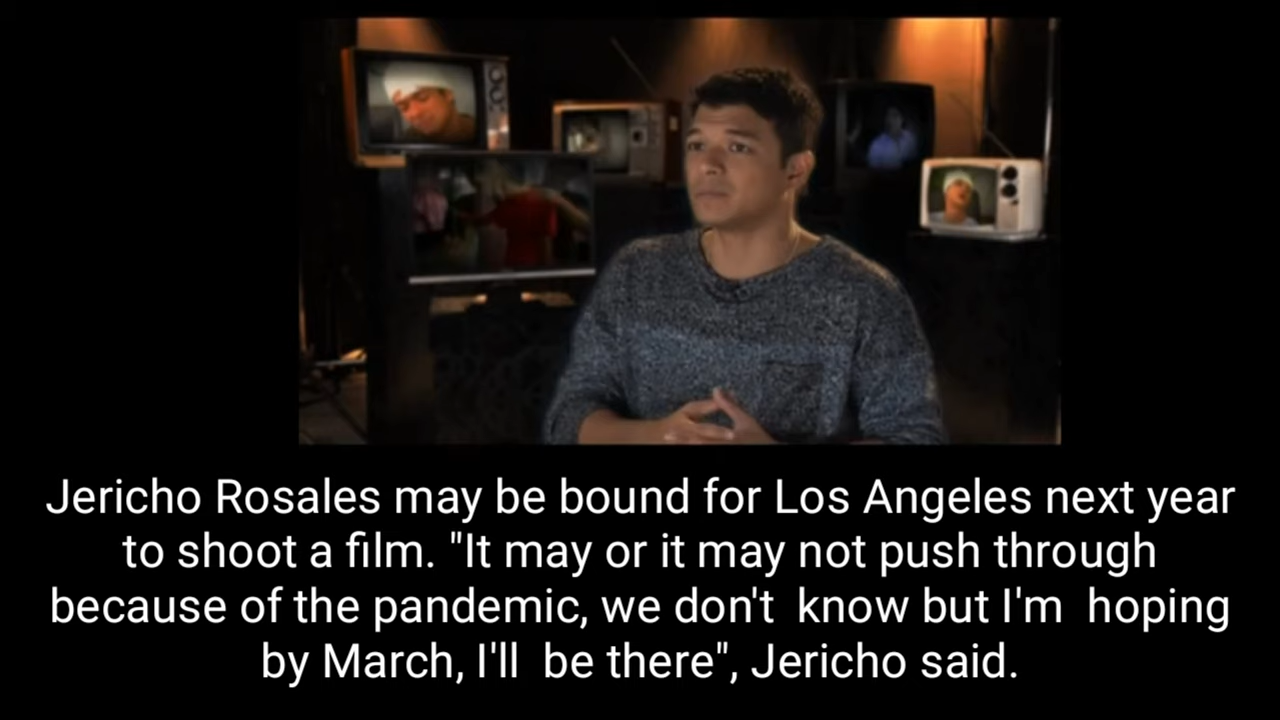 Jericho Rosales may be bound for Los Angeles next year
to shoot a film. "It may or it may not push through
because of the pandemic, we don't  know but I'm  hoping
by March, I'll  be there", Jericho said.